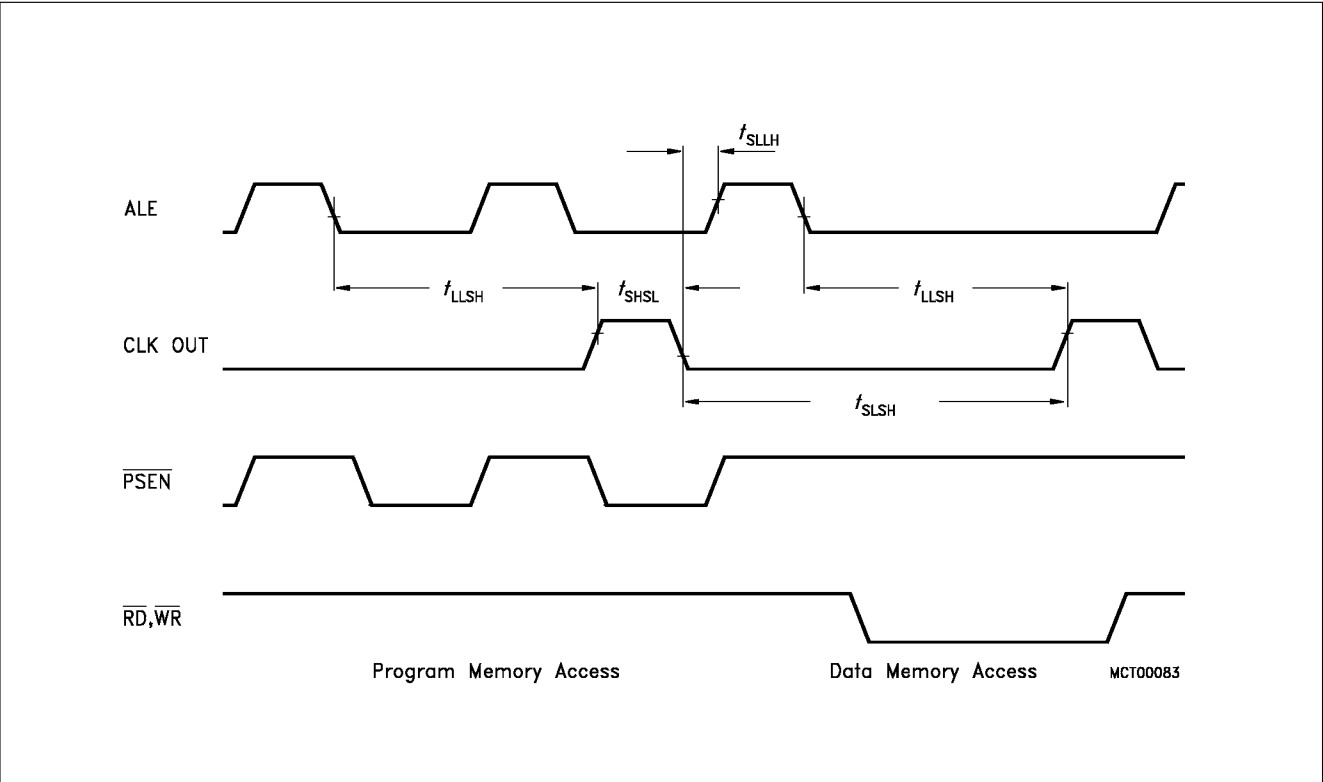 tSLLH
ALE
tLLSH
tSHSL
tLLSH
CLK OUT
tSLSH
PSEN
RD,WR
Program Memory Access
Data Memory Access
MCT00083